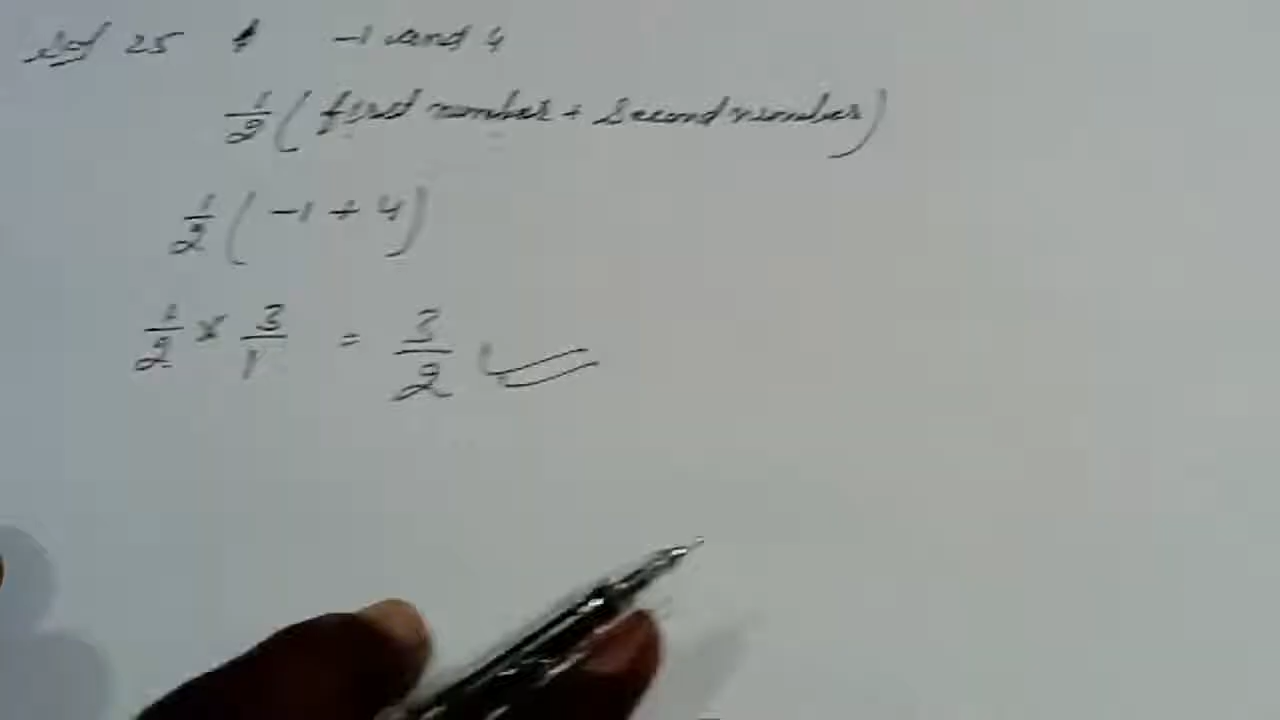 Sol 25 -1 and 4
1/2 ( first number + Second number )
1/2 ( -1 + 4 )
1/2 × 3/1 = 3/2